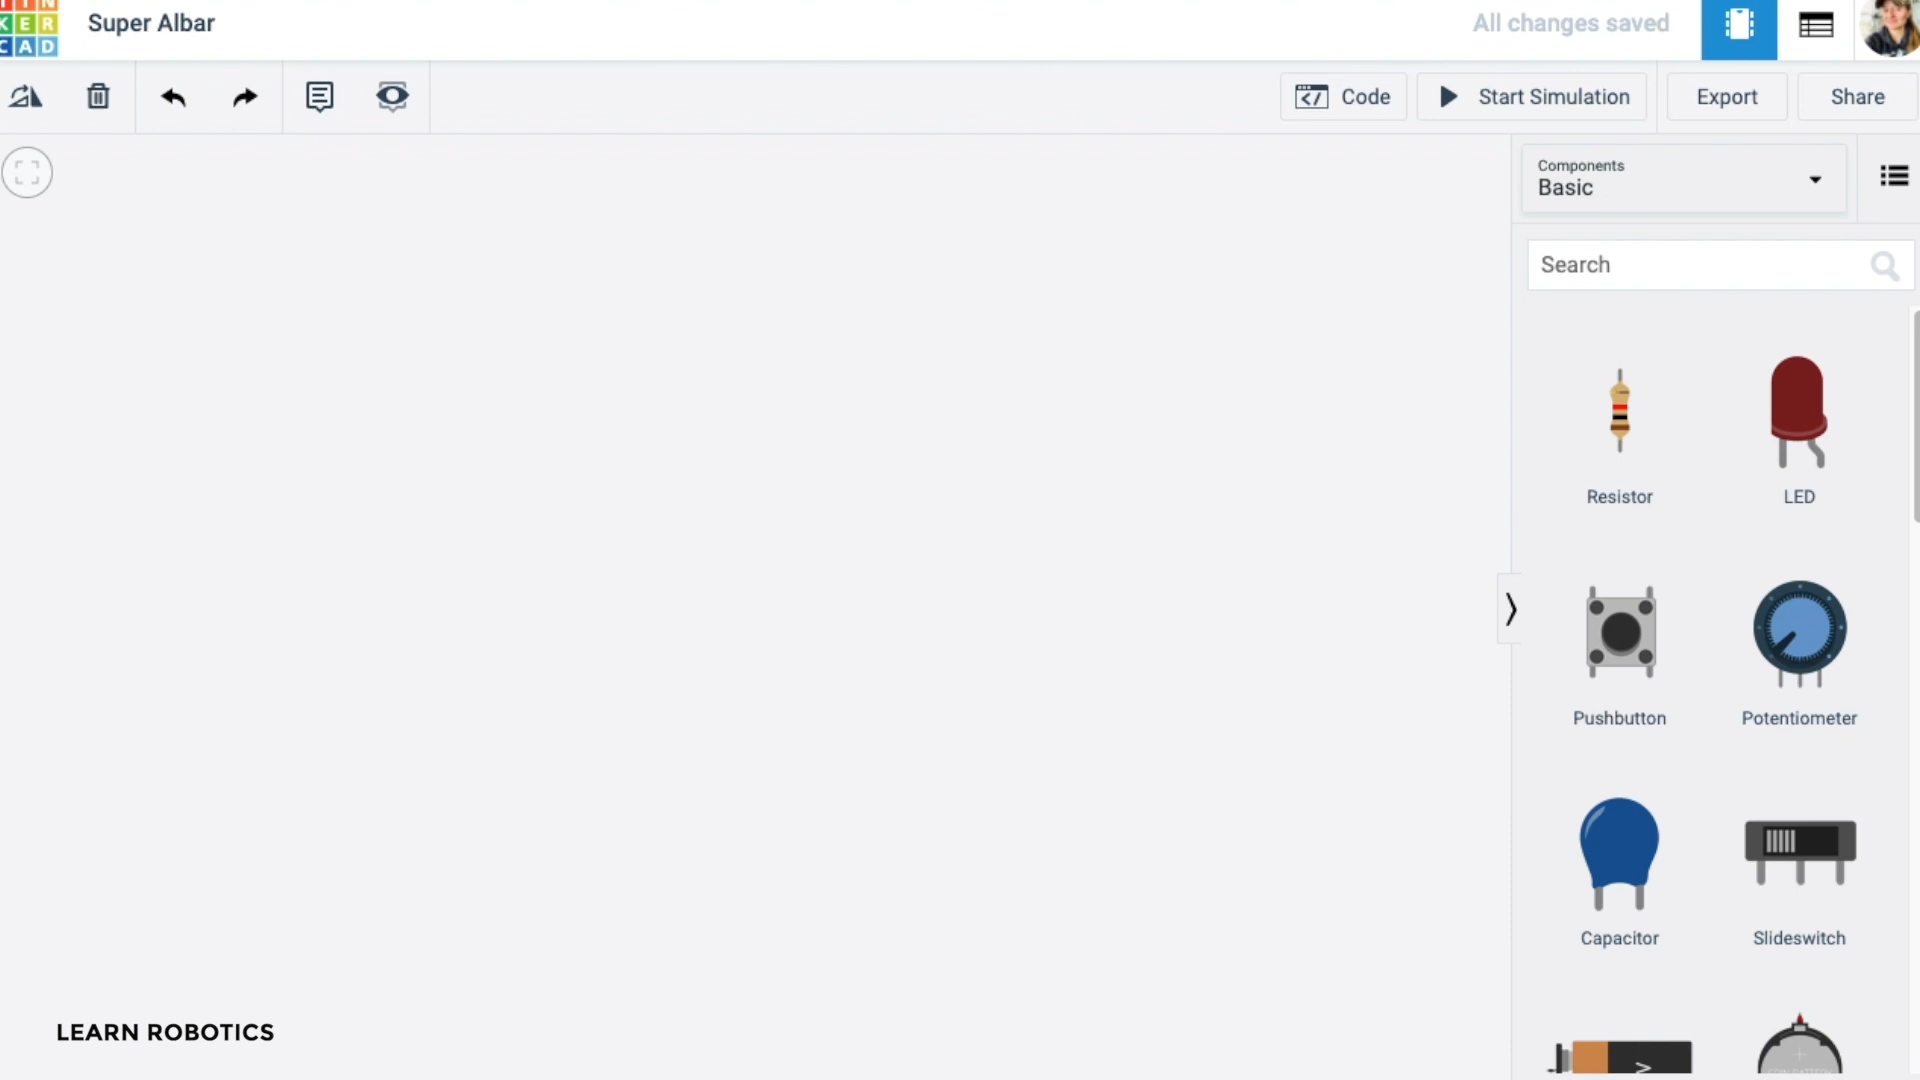 TIN
KER
CAD
Super Albar
All changes saved
Code
Start Simulation
Export
Share
Components
Basic
Search
Resistor
LED
Pushbutton
Potentiometer
Capacitor
Slideswitch
LEARN ROBOTICS